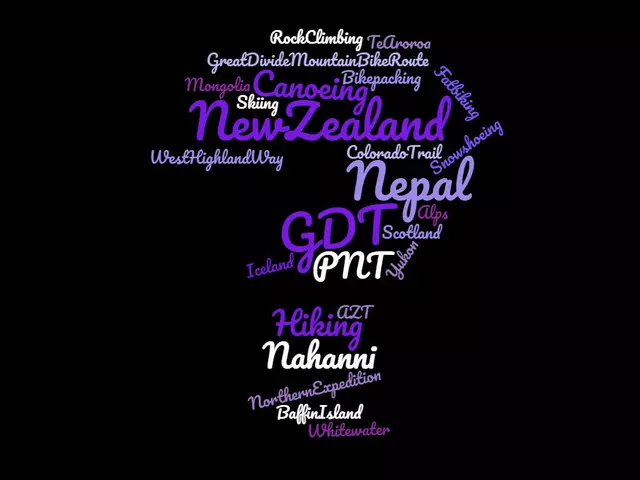 RockClimbing
TeAroroa
GreatDivideMountainBikeRoute
Mongolia
Canoeing
Bikepacking
Fatbiking
Skiing
NewZealand
Snowshoeing
WestHighlandWay
ColoradoTrail
Nepal
Alps
GDT
Scotland
Iceland
PNT
Yukon
AZT
Hiking
Nahanni
NorthernExpedition
BaffinIsland
Whitewater